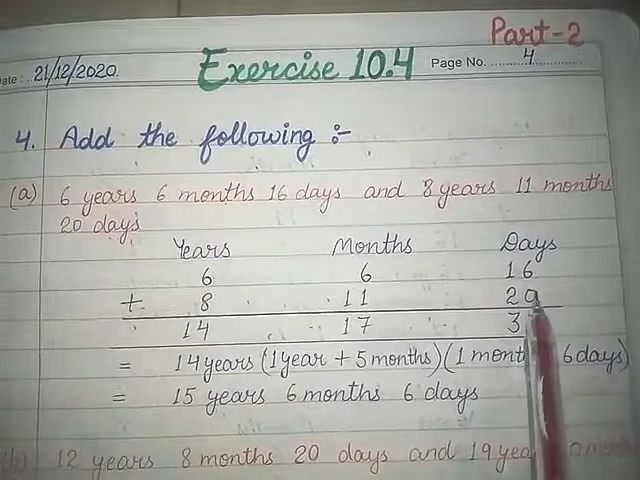 Part-2
Date: 21/12/2020. Exercise 10.4 Page No. 4
4. Add the following :-
(a) 6 years 6 months 16 days and 8 years 11 months
20 days
Years Months Days
6 6 16
+ 8 11 20
14 17 3
= 14 years (1 year + 5 months) (1 month 6 days)
= 15 years 6 months 6 days
(b) 12 years 8 months 20 days and 19